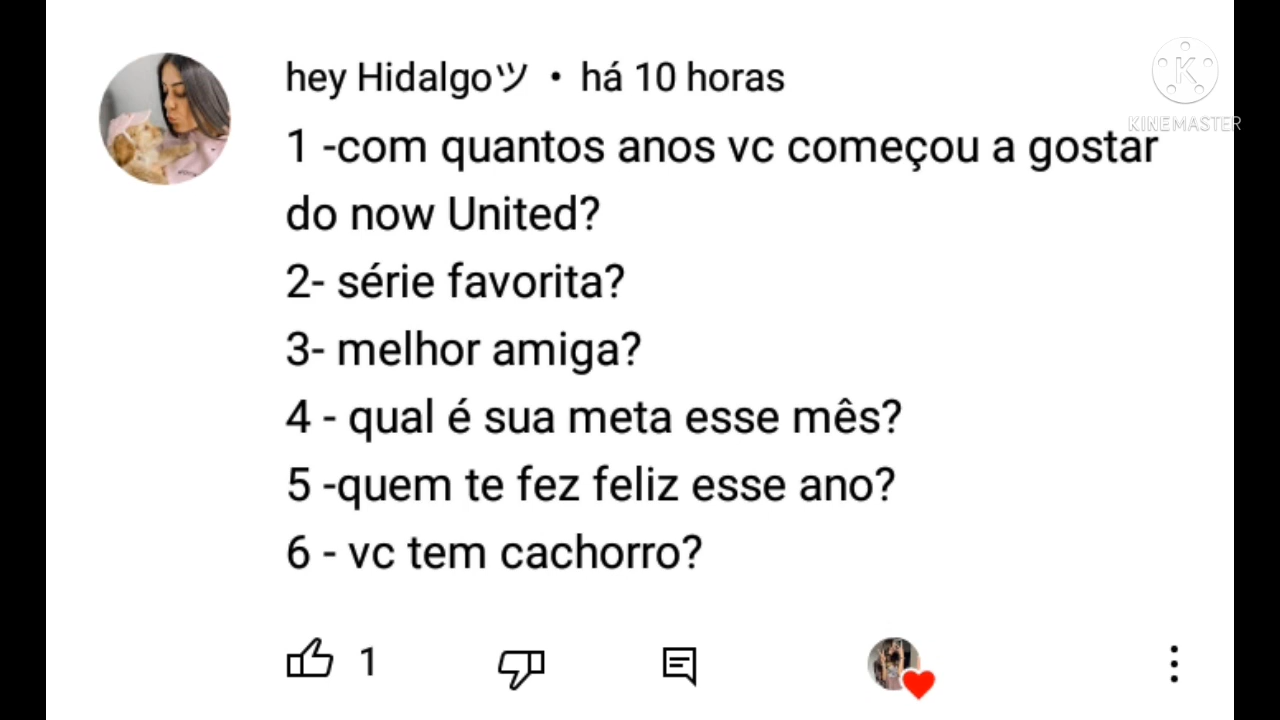 hey Hidalgoツ • há 10 horas
KINEMASTER
1 -com quantos anos vc começou a gostar
do now United?
2- série favorita?
3- melhor amiga?
4 - qual é sua meta esse mês?
5 -quem te fez feliz esse ano?
6 - vc tem cachorro?
1